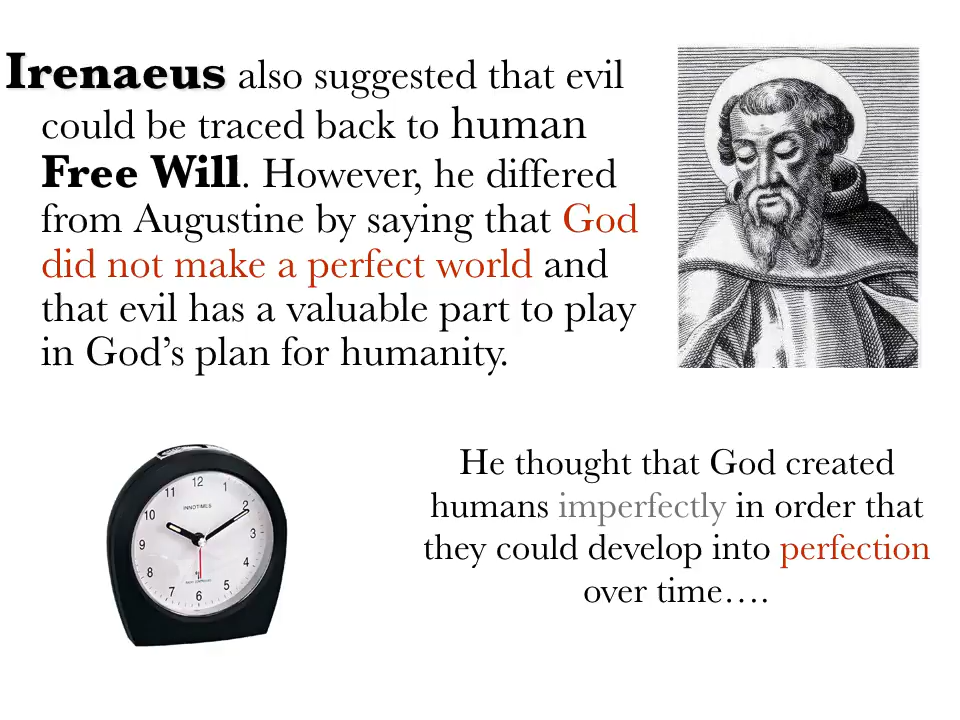 Irenaeus also suggested that evil
could be traced back to human
Free Will. However, he differed
from Augustine by saying that God
did not make a perfect world and
that evil has a valuable part to play
in God’s plan for humanity.
12
11
1
INNOTIMES
10
2
9
3
8
4
7
5
6
He thought that God created
humans imperfectly in order that
they could develop into perfection
over time….